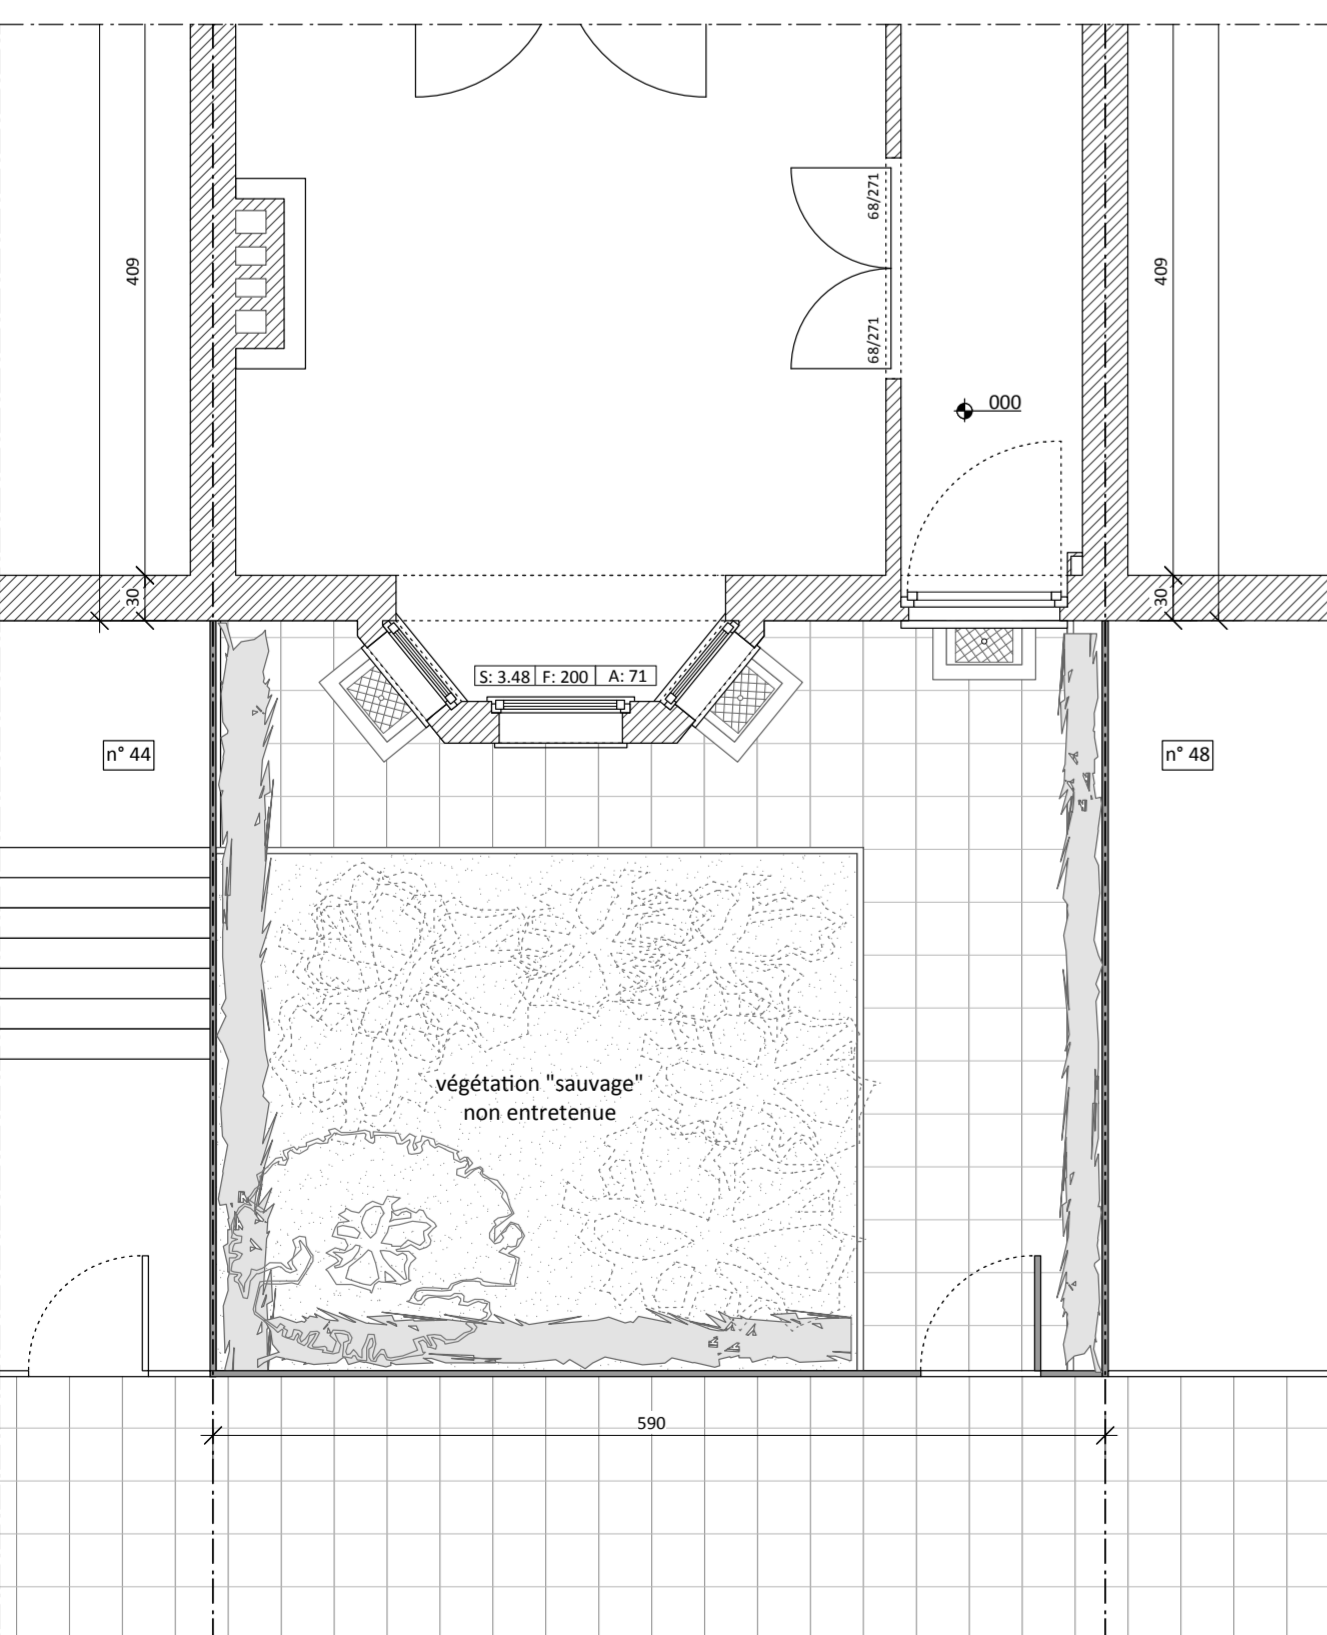 68/271
409
409
68/271
000
30
30
S: 3.48 F: 200 A: 71
n° 44
n° 48
végétation "sauvage"
non entretenue
590